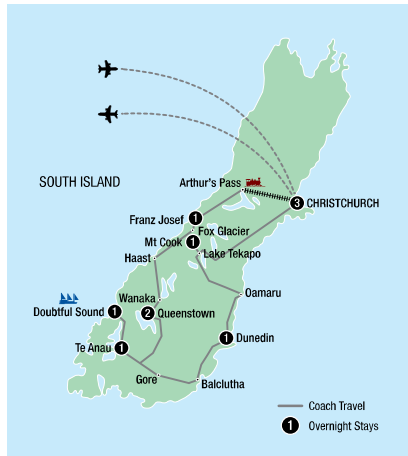 SOUTH ISLAND
Arthur's Pass
3 CHRISTCHURCH
Franz Josef 1
Fox Glacier
Mt Cook 1
Lake Tekapo
Haast
Oamaru
Wanaka
Doubtful Sound 1
2 Queenstown
1 Dunedin
Te Anau 1
Gore
Balclutha
Coach Travel
1 Overnight Stays